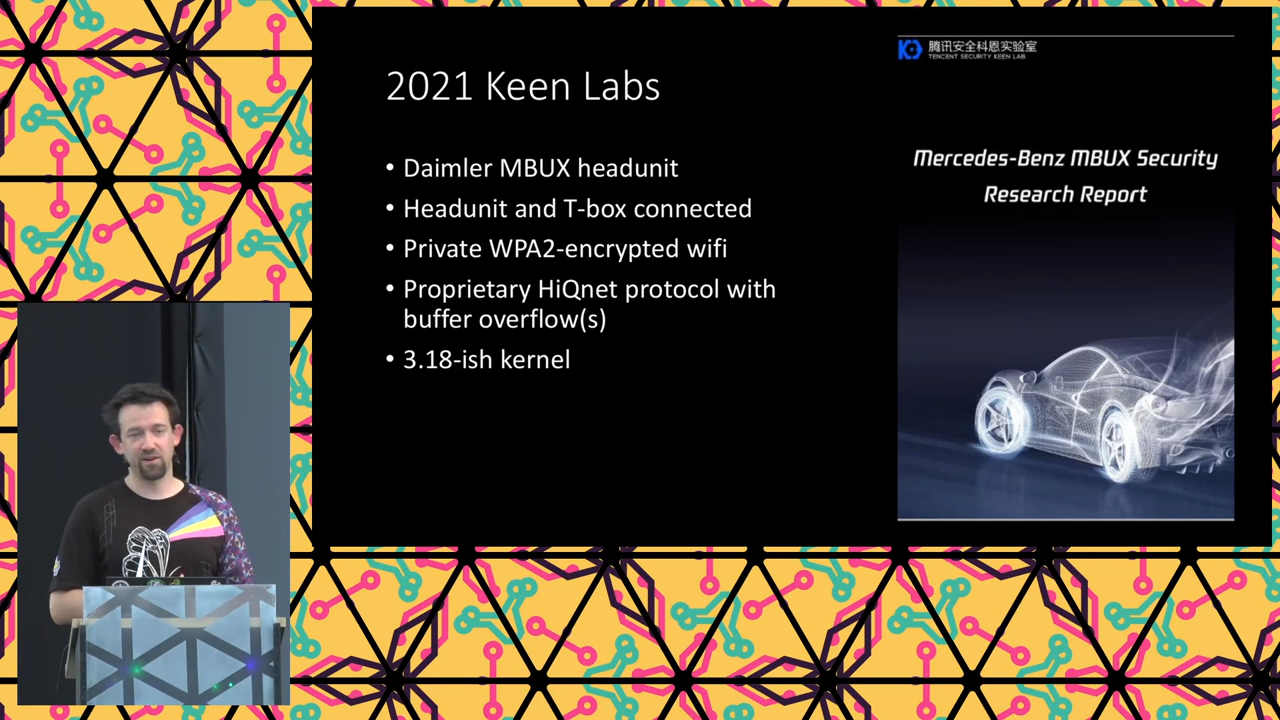 2021 Keen Labs
• Daimler MBUX headunit
• Headunit and T-box connected
• Private WPA2-encrypted wifi
• Proprietary HiQnet protocol with
buffer overflow(s)
• 3.18-ish kernel
腾讯安全科恩实验室
TENCENT SECURITY KEEN LAB
Mercedes-Benz MBUX Security
Research Report